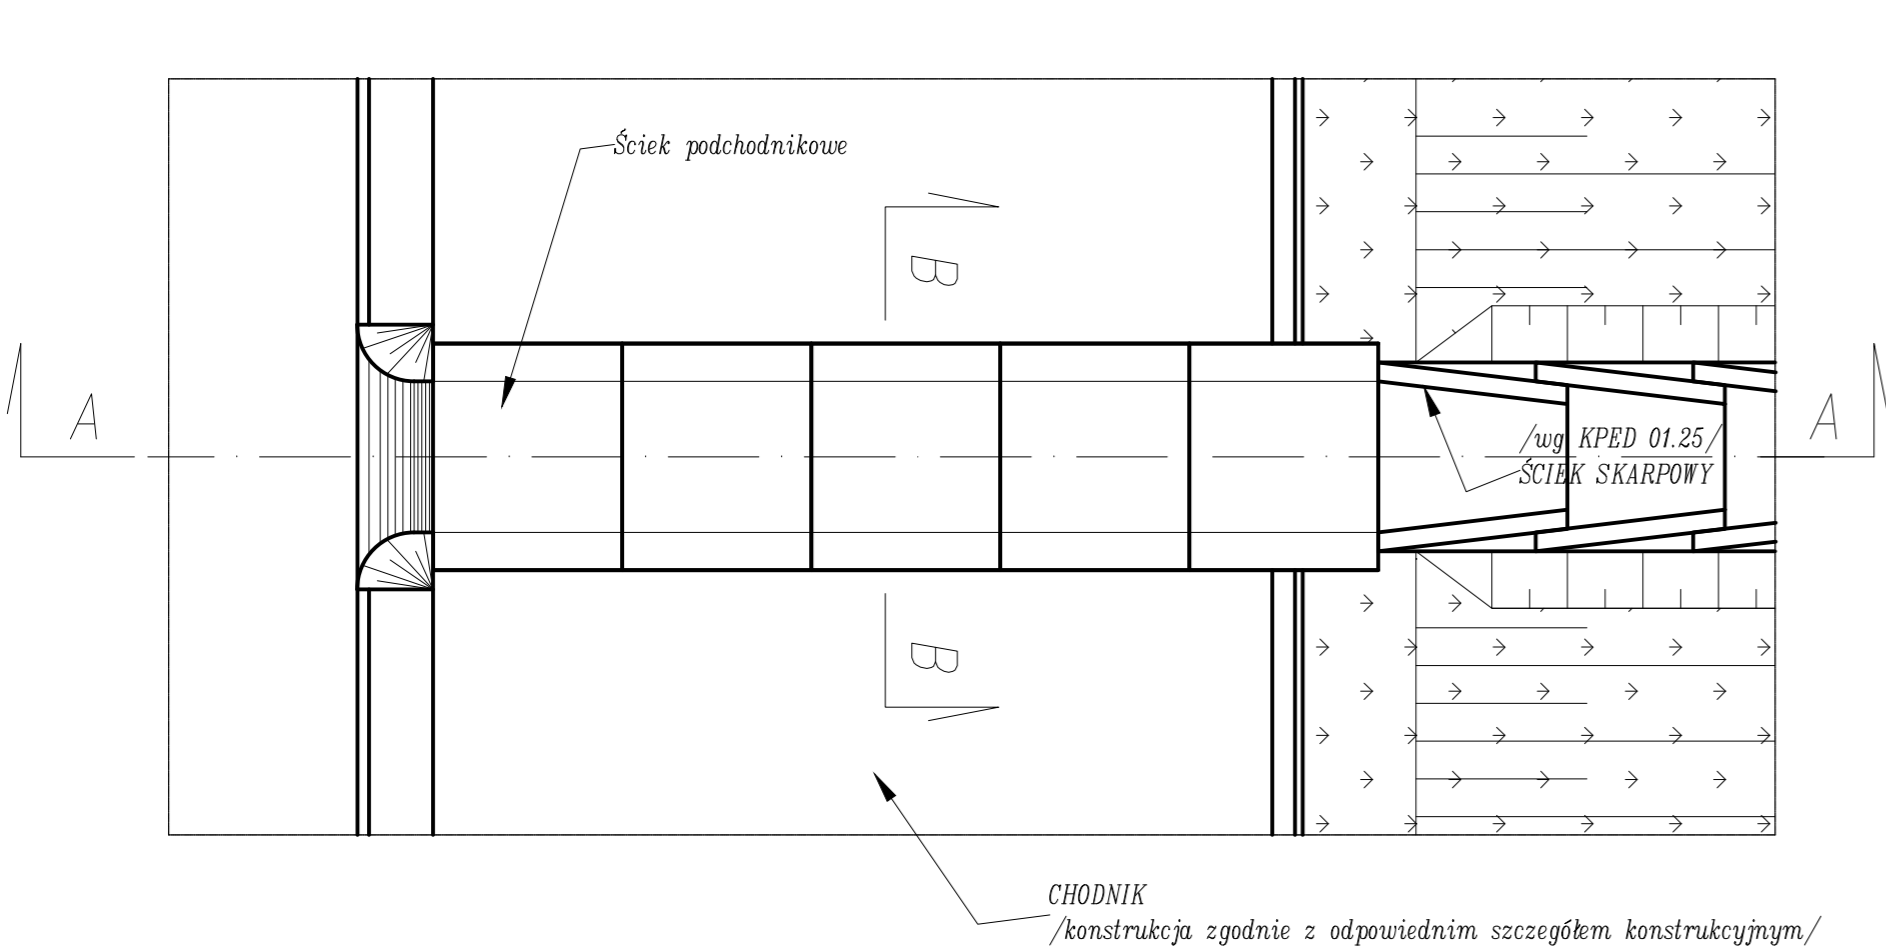 Ściek podchodnikowe
B
A
A
/wg KPED 01.25/
ŚCIEK SKARPOWY
B
CHODNIK
/konstrukcja zgodnie z odpowiednim szczegółem konstrukcyjnym/